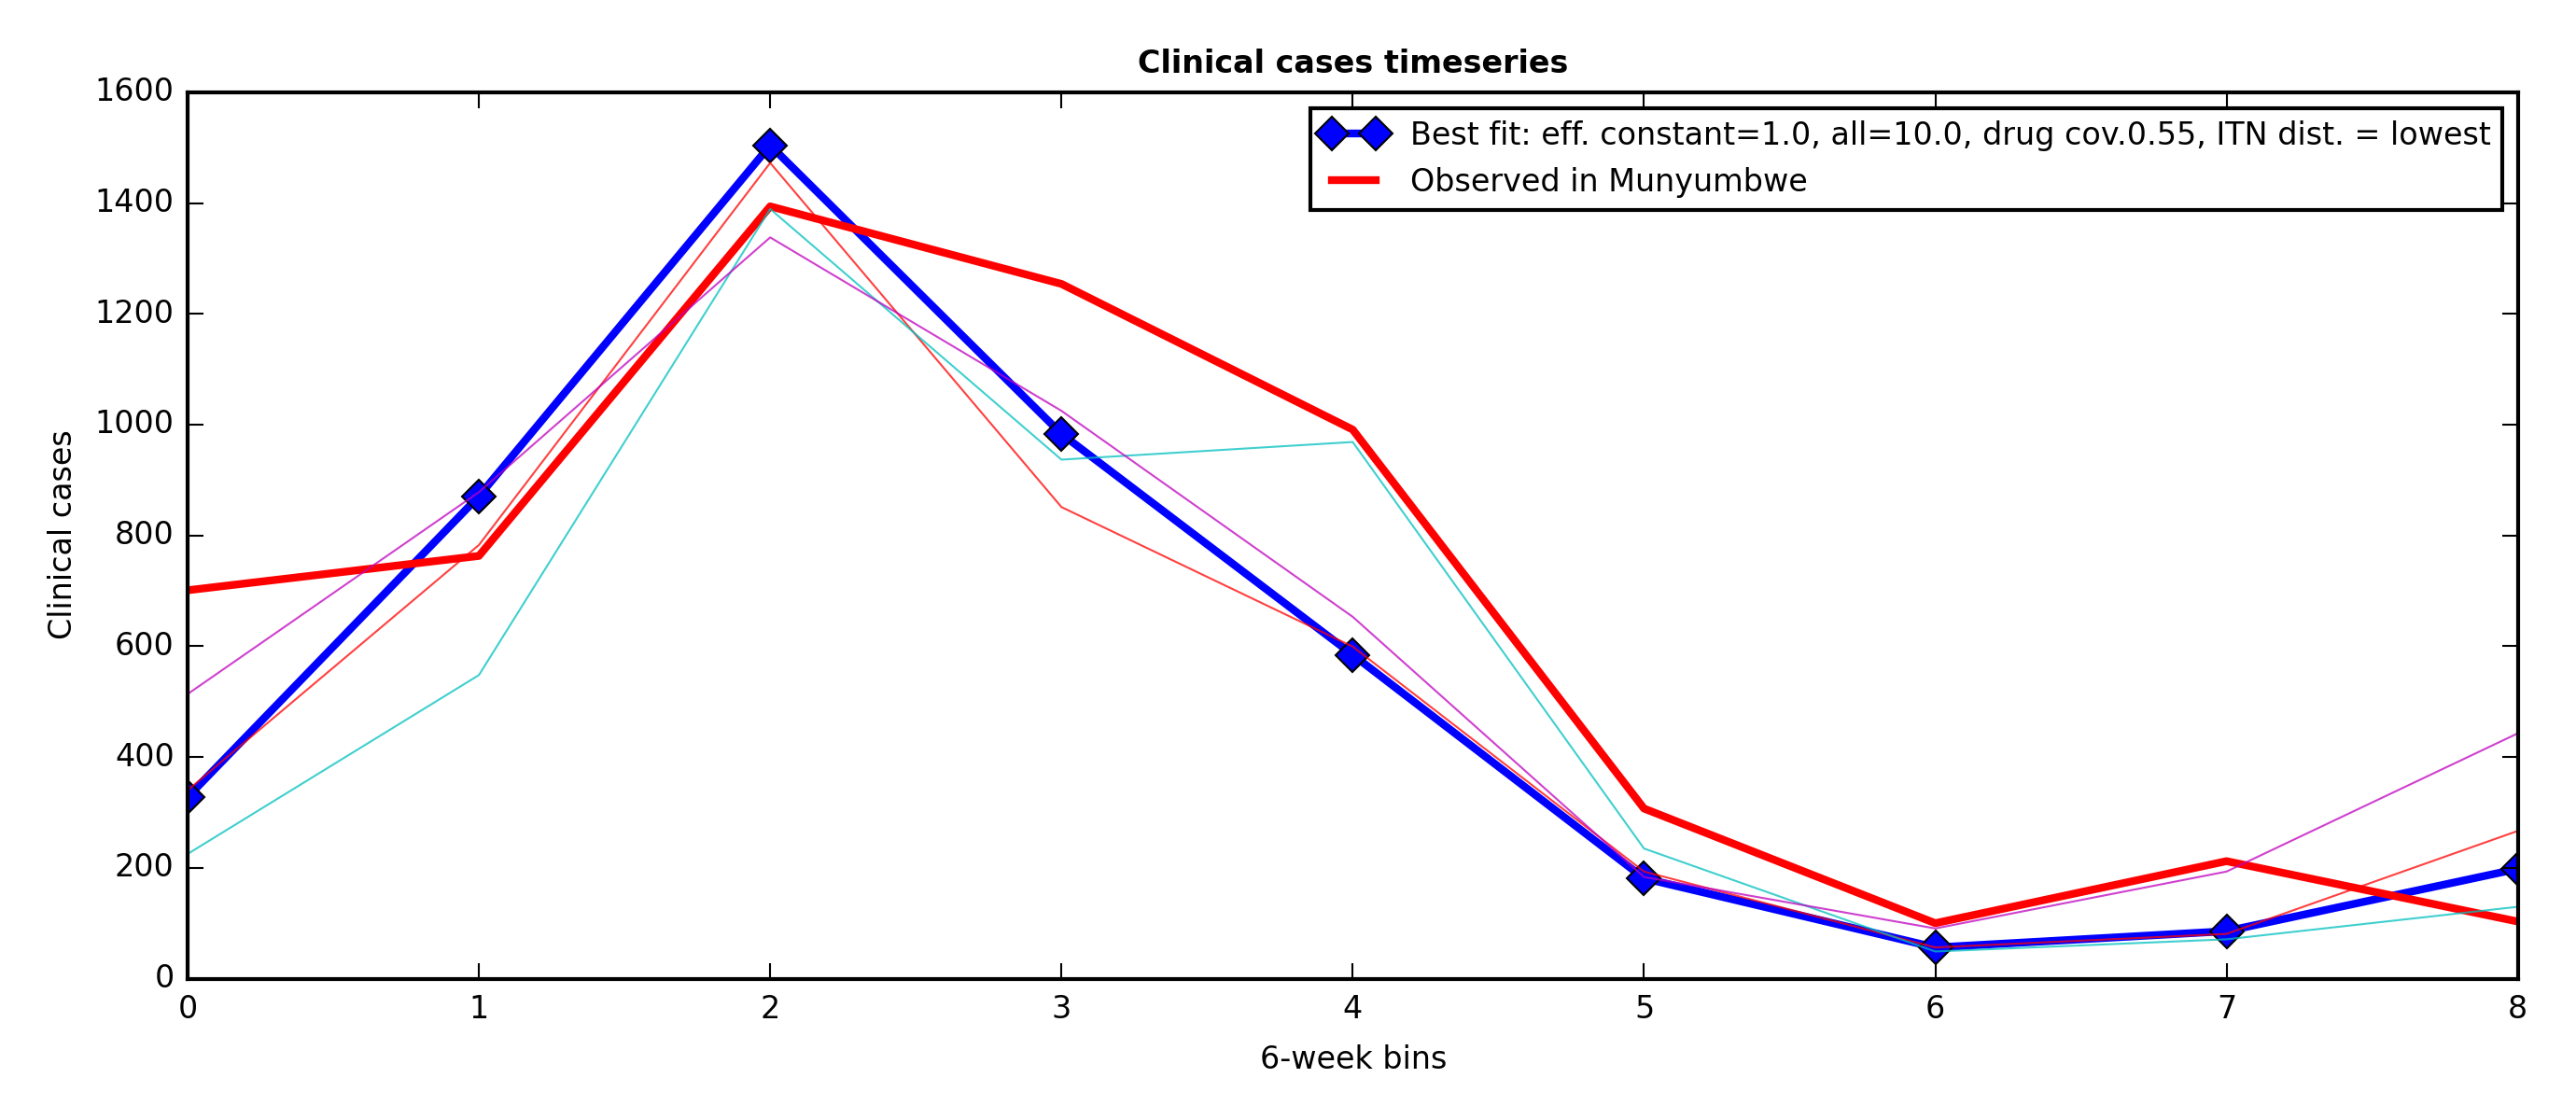 Clinical cases timeseries
1600
1400
1200
1000
800
600
400
200
0
Clinical cases
Best fit: eff. constant=1.0, all=10.0, drug cov.0.55, ITN dist. = lowest
Observed in Munyumbwe
0 1 2 3 4 5 6 7 8
6-week bins